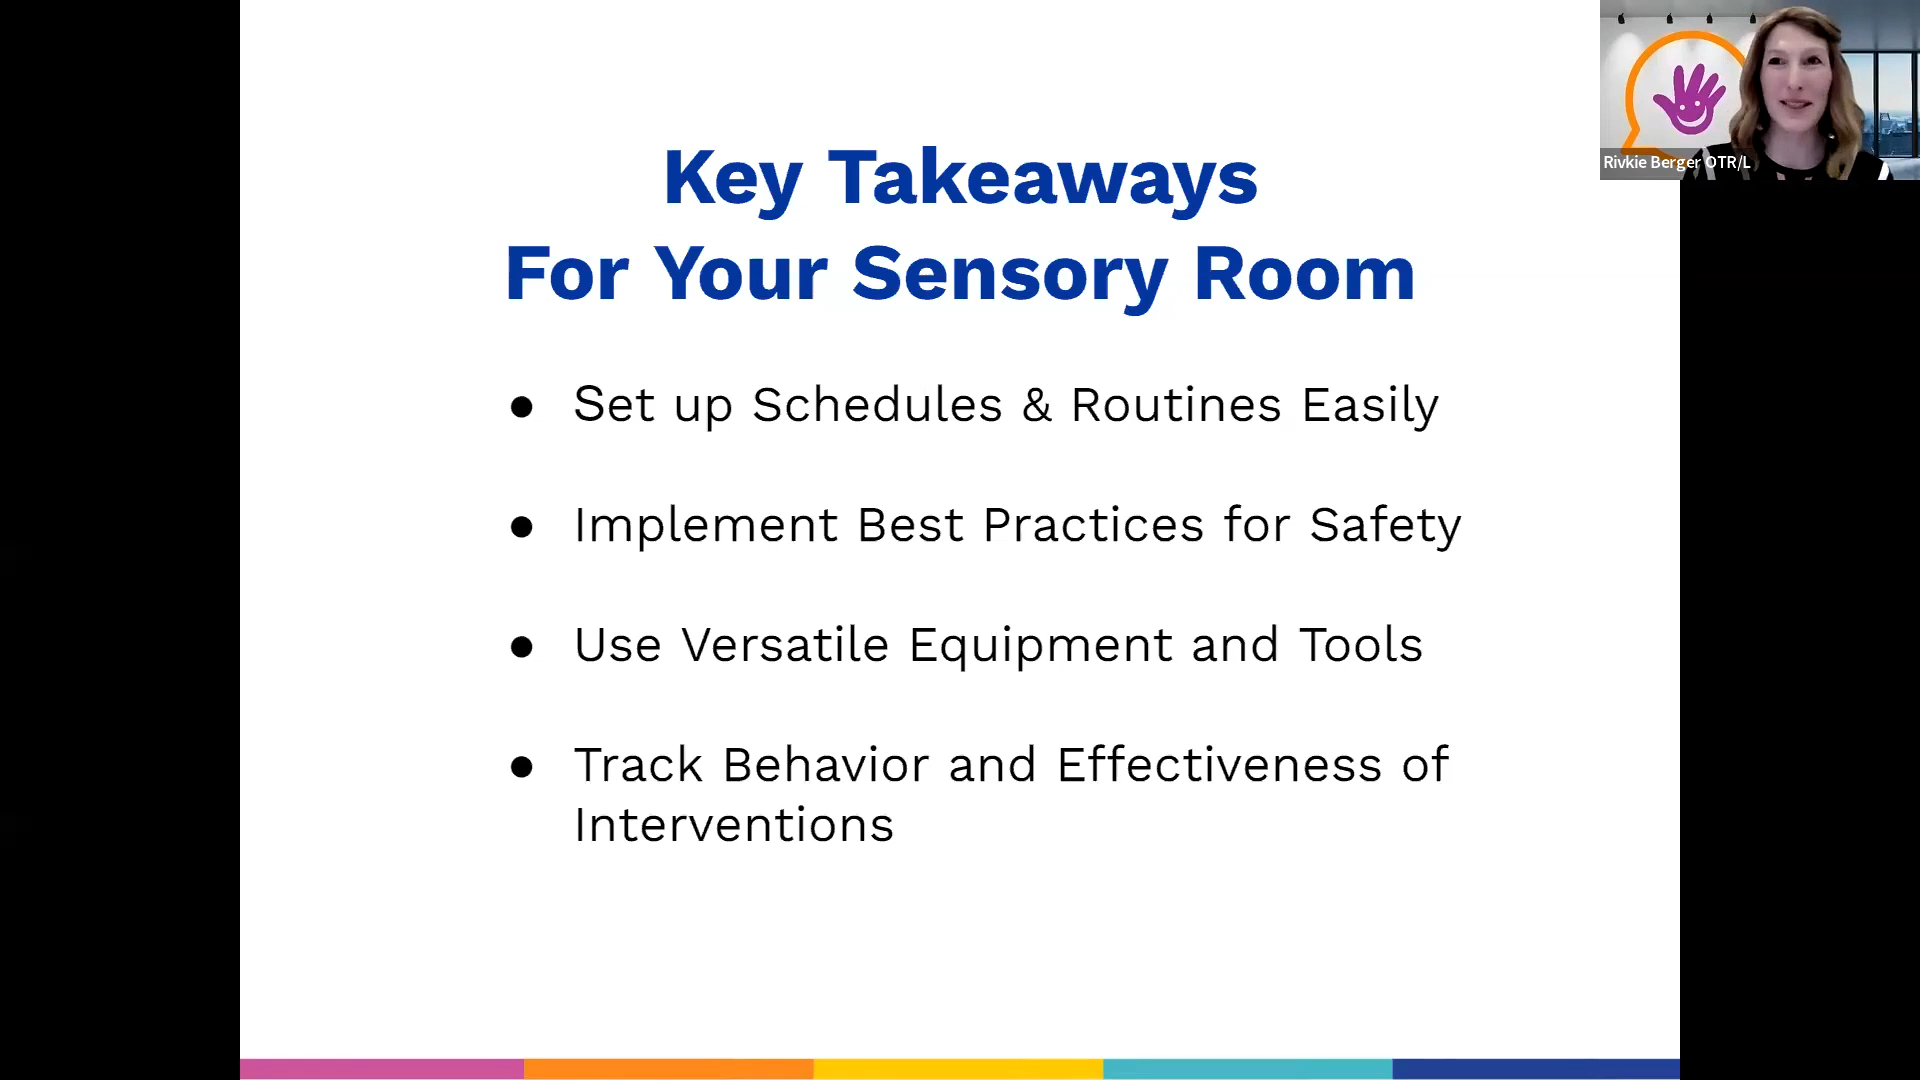 Key Takeaways
For Your Sensory Room
● Set up Schedules & Routines Easily
● Implement Best Practices for Safety
● Use Versatile Equipment and Tools
● Track Behavior and Effectiveness of
Interventions
Rivkie Berger OTR/L